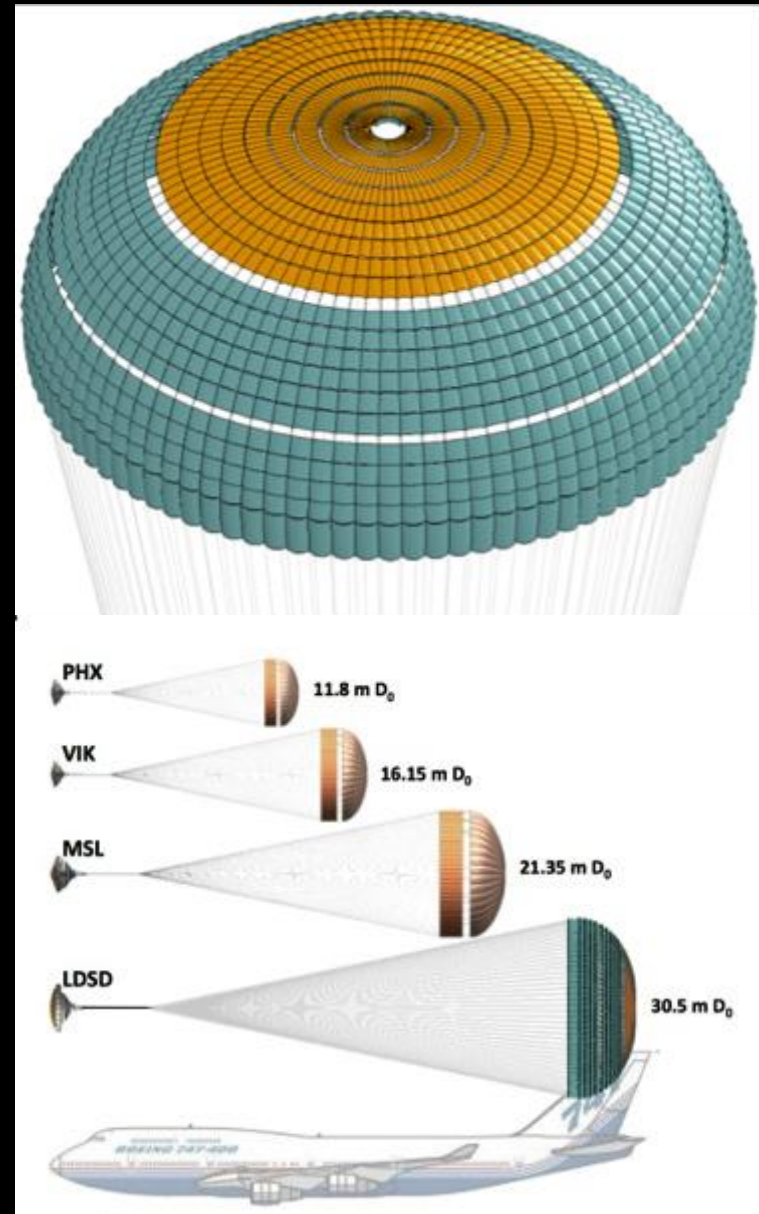 PHX
11.8 m D₀
VIK
16.15 m D₀
MSL
21.35 m D₀
LDSD
30.5 m D₀
BOEING 747-400